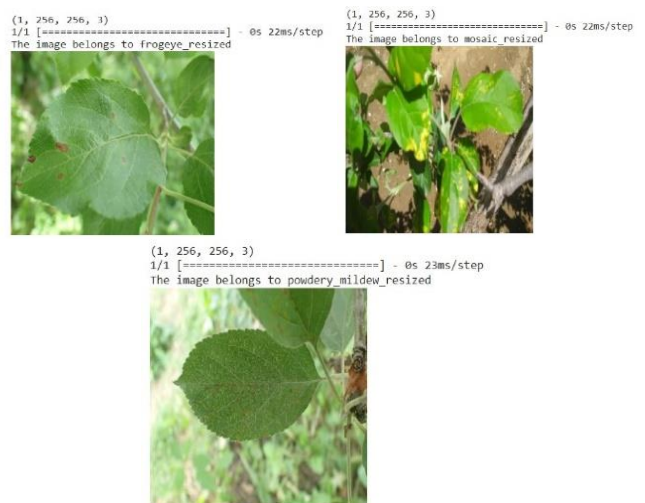 (1, 256, 256, 3)
1/1 [==============================] - 0s 22ms/step
The image belongs to frogeye_resized
(1, 256, 256, 3)
1/1 [==============================] - 0s 22ms/step
The image belongs to mosaic_resized
(1, 256, 256, 3)
1/1 [==============================] - 0s 23ms/step
The image belongs to powdery_mildew_resized